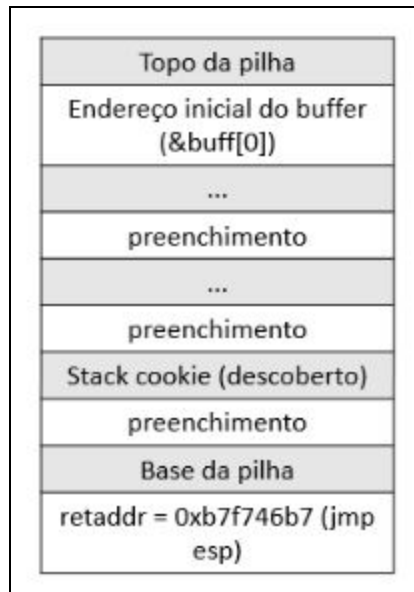 Topo da pilha
Endereço inicial do buffer
(&buff[0])
...
preenchimento
...
preenchimento
Stack cookie (descoberto)
preenchimento
Base da pilha
retaddr = 0xb7f746b7 (jmp
esp)